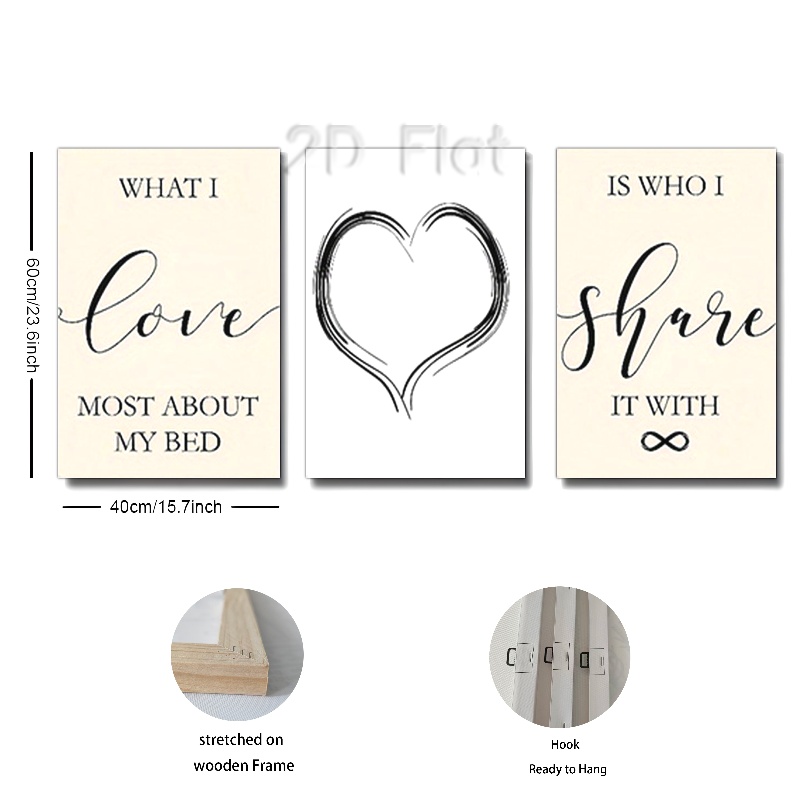 2D Flat
WHAT I
love
MOST ABOUT
MY BED
IS WHO I
share
IT WITH
60cm/23.6inch
40cm/15.7inch
stretched on
wooden Frame
Hook
Ready to Hang